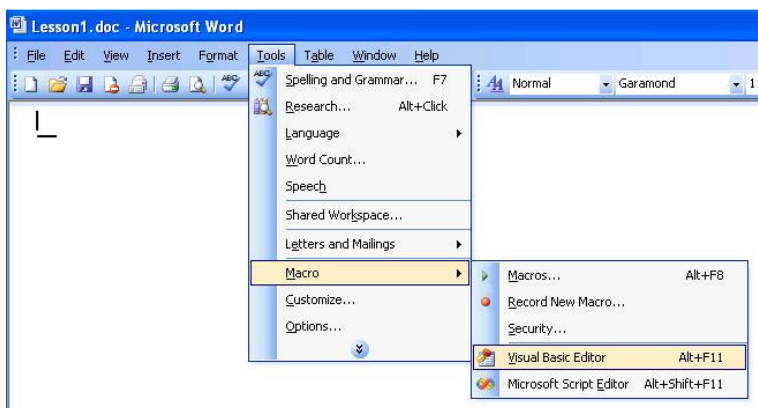 Lesson1.doc - Microsoft Word
File Edit View Insert Format Tools Table Window Help
Normal Garamond
Spelling and Grammar... F7
Research... Alt+Click
Language
Word Count...
Speech
Shared Workspace...
Letters and Mailings
Macro
Customize...
Options...
Macros... Alt+F8
Record New Macro...
Security...
Visual Basic Editor Alt+F11
Microsoft Script Editor Alt+Shift+F11